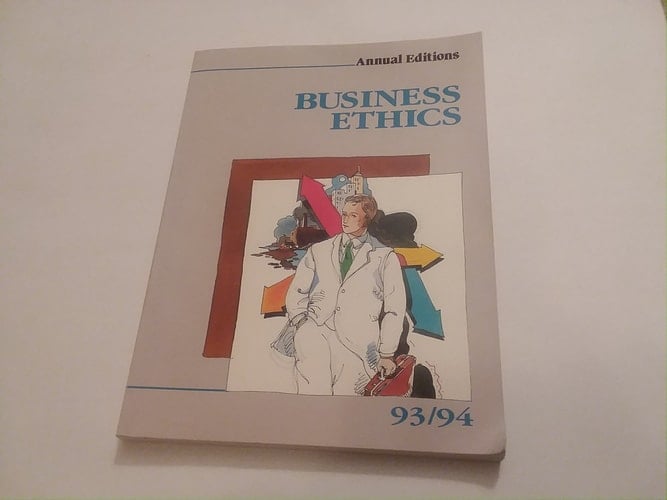 Annual Editions
BUSINESS
ETHICS
93/94